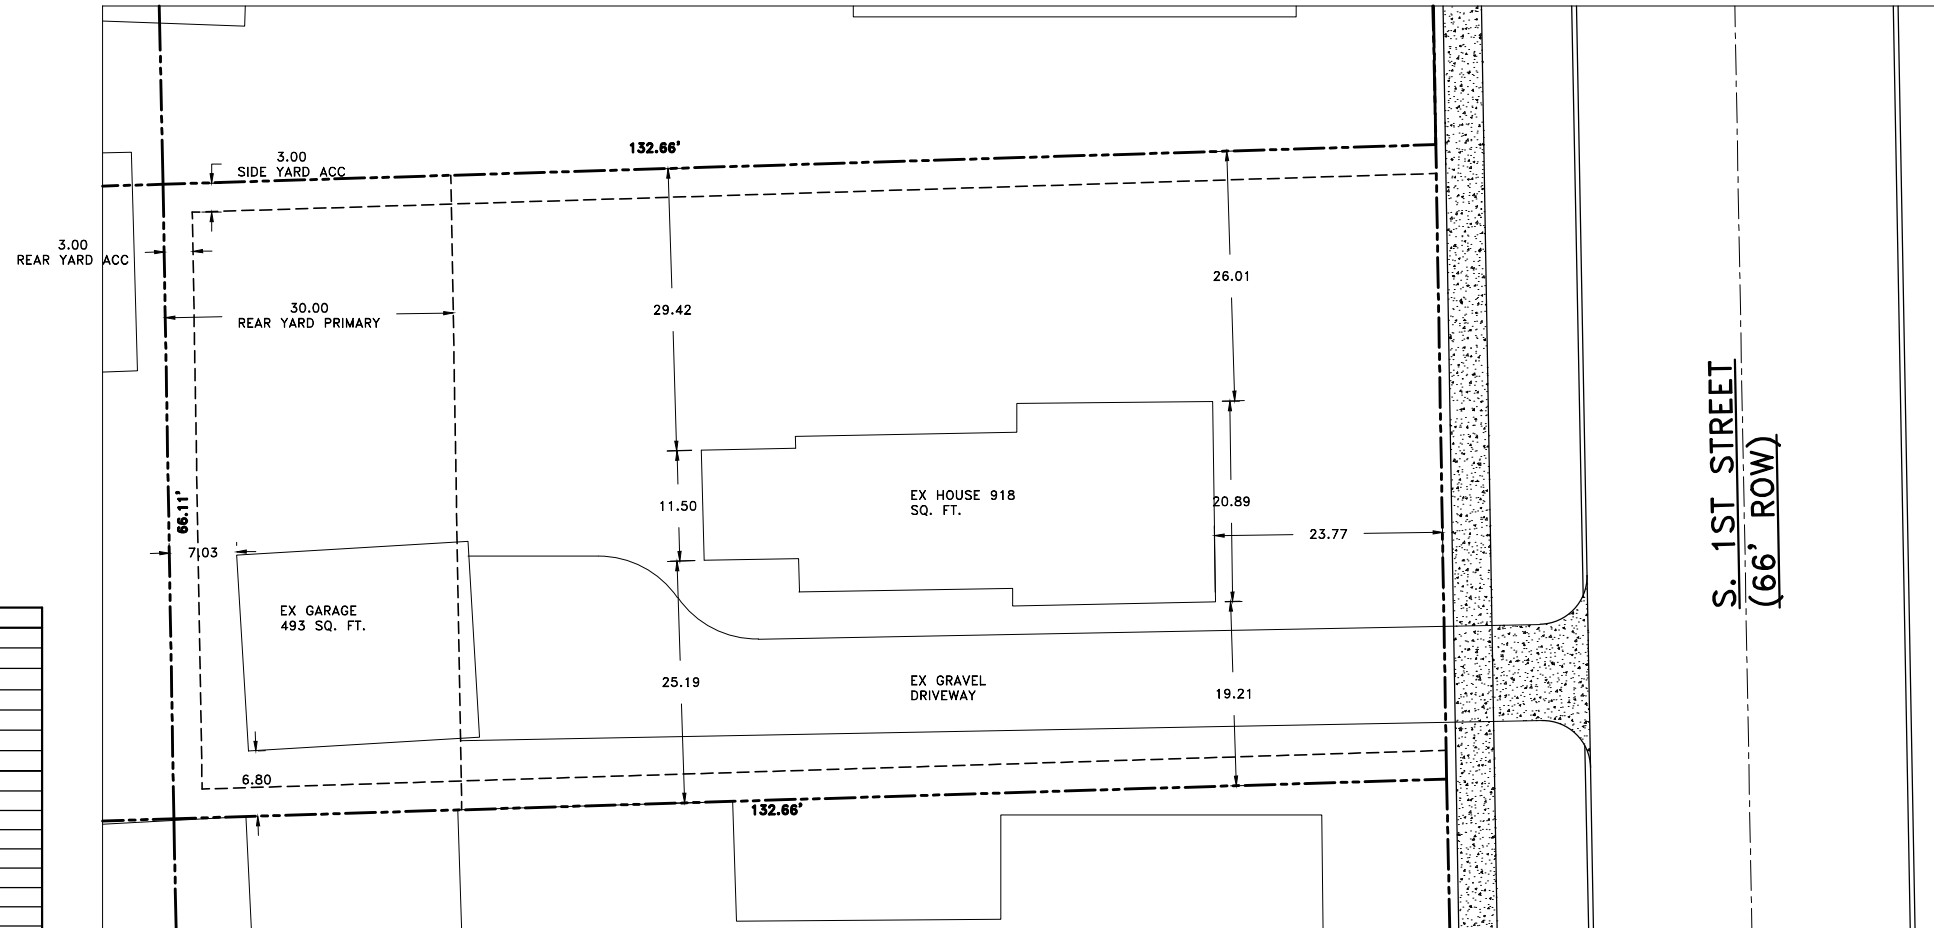 132.66'
3.00
SIDE YARD ACC
3.00
REAR YARD ACC
26.01
30.00
REAR YARD PRIMARY
29.42
S. 1ST STREET
(66' ROW)
66.11'
11.50
EX HOUSE 918
SQ. FT.
20.89
23.77
7.03
EX GARAGE
493 SQ. FT.
25.19
EX GRAVEL
DRIVEWAY
19.21
6.80
132.66'